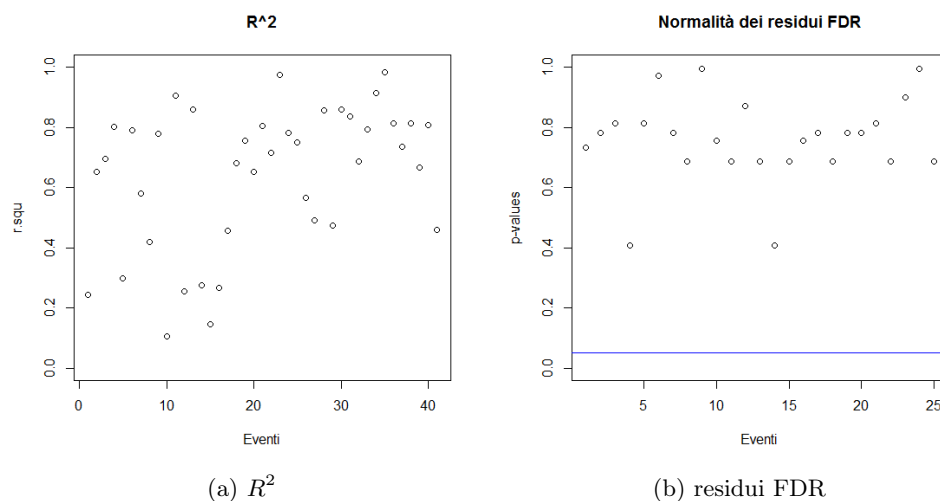 R^2
r.squ
0.0 0.2 0.4 0.6 0.8 1.0
0 10 20 30 40
Eventi
(a) R²
Normalità dei residui FDR
p-values
0.0 0.2 0.4 0.6 0.8 1.0
5 10 15 20 25
Eventi
(b) residui FDR